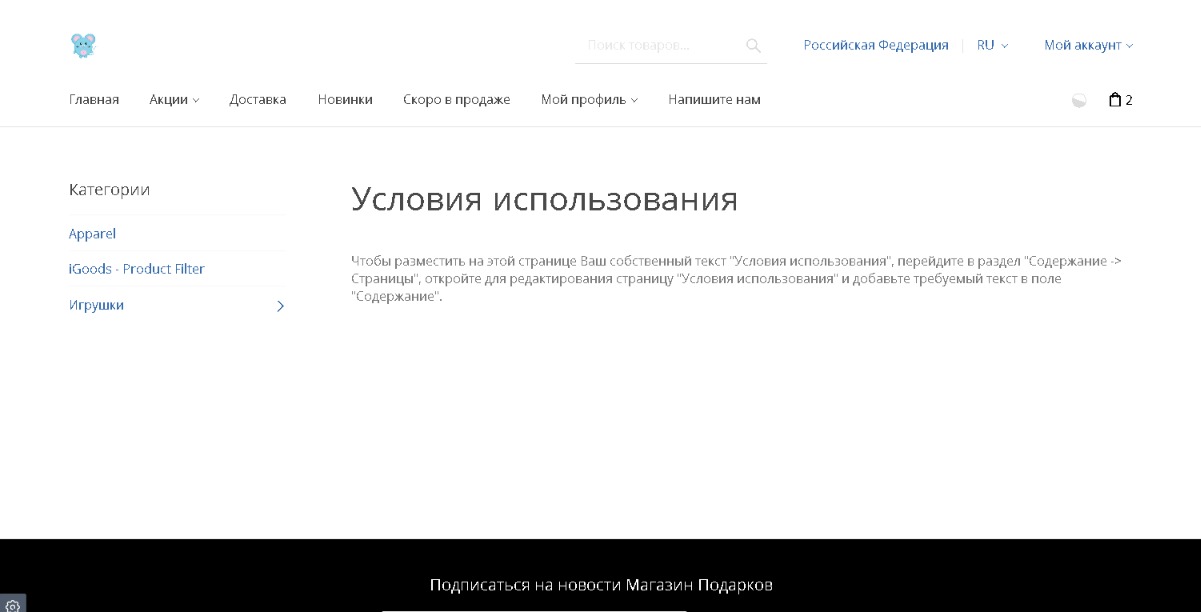 Поиск товаров...
Российская Федерация
RU
Мой аккаунт
Главная
Акции
Доставка
Новинки
Скоро в продаже
Мой профиль
Напишите нам
2
Категории
Apparel
iGoods - Product Filter
Игрушки
Условия использования
Чтобы разместить на этой странице Ваш собственный текст "Условия использования", перейдите в раздел "Содержание ->
Страницы", откройте для редактирования страницу "Условия использования" и добавьте требуемый текст в поле
"Содержание".
Подписаться на новости Магазин Подарков